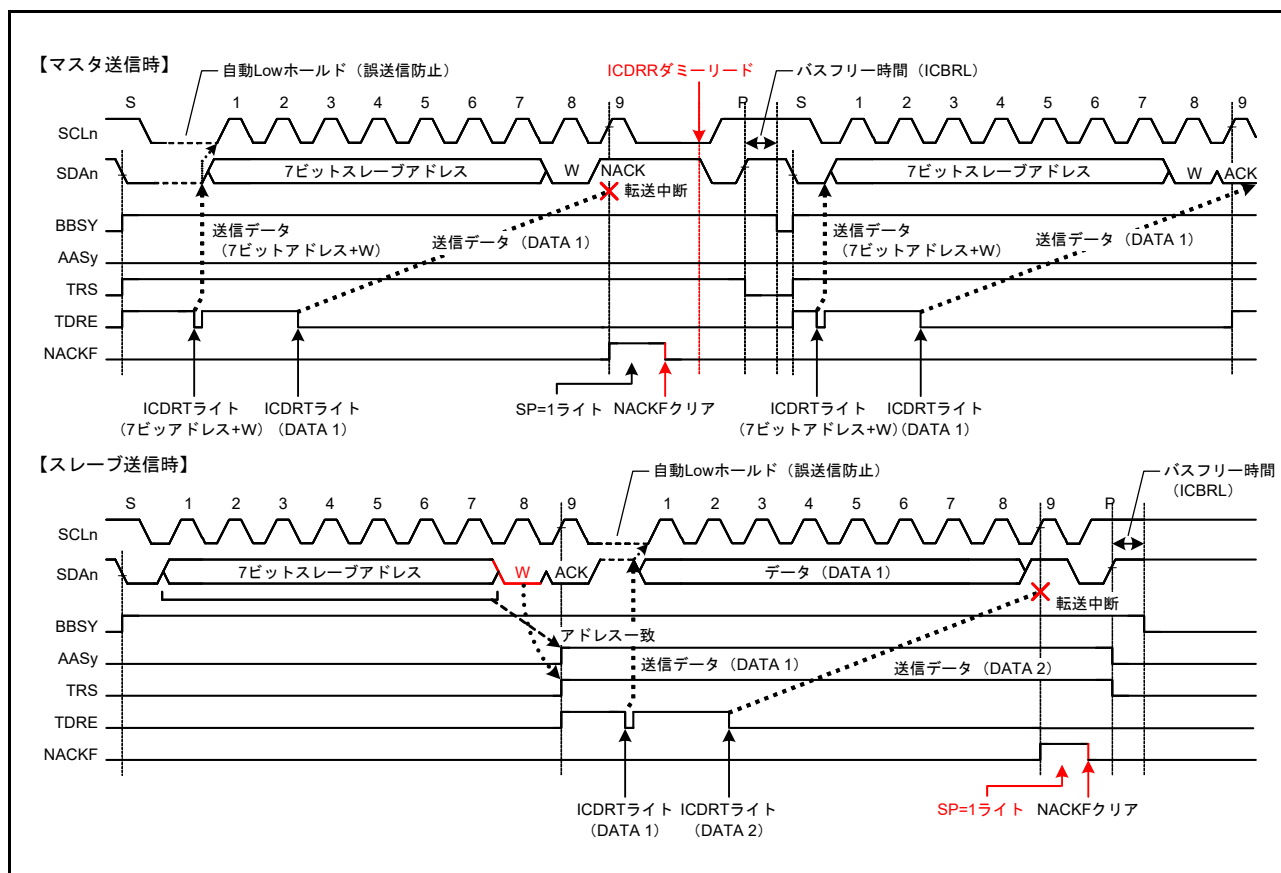 【マスタ送信時】
自動Lowホールド（誤送信防止）
ICDRRダミーリード
バスフリー時間（ICBRL）
S 1 2 3 4 5 6 7 8 9 P S 1 2 3 4 5 6 7 8 9
SCLn
SDAn 7ビットスレーブアドレス W NACK 7ビットスレーブアドレス W ACK
転送中断
BBSY
送信データ
（7ビットアドレス+W）
送信データ（DATA 1）
送信データ
（7ビットアドレス+W）
送信データ（DATA 1）
AASy
TRS
TDRE
NACKF
ICDRTライト
（7ビッアドレス+W）
ICDRTライト
（DATA 1）
SP=1ライト
NACKFクリア
ICDRTライト
（7ビットアドレス+W）
ICDRTライト
（DATA 1）
【スレーブ送信時】
自動Lowホールド（誤送信防止）
バスフリー時間
（ICBRL）
S 1 2 3 4 5 6 7 8 9 1 2 3 4 5 6 7 8 9 P
SCLn
SDAn 7ビットスレーブアドレス W ACK データ（DATA 1）
転送中断
BBSY
アドレス一致
AASy
送信データ（DATA 1）
送信データ（DATA 2）
TRS
TDRE
NACKF
ICDRTライト
（DATA 1）
ICDRTライト
（DATA 2）
SP=1ライト
NACKFクリア